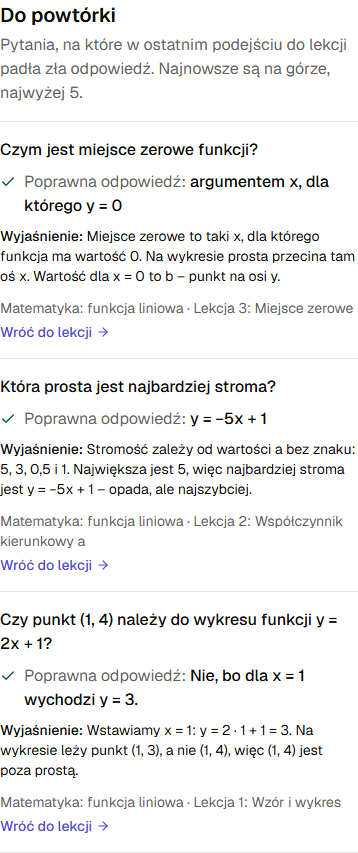 Do powtórki
Pytania, na które w ostatnim podejściu do lekcji
padła zła odpowiedź. Najnowsze są na górze,
najwyżej 5.
Czym jest miejsce zerowe funkcji?
✓ Poprawna odpowiedź: argumentem x, dla
którego y = 0
Wyjaśnienie: Miejsce zerowe to taki x, dla którego
funkcja ma wartość 0. Na wykresie prosta przecina tam
oś x. Wartość dla x = 0 to b – punkt na osi y.
Matematyka: funkcja liniowa · Lekcja 3: Miejsce zerowe
Wróć do lekcji →
Która prosta jest najbardziej stroma?
✓ Poprawna odpowiedź: y = −5x + 1
Wyjaśnienie: Stromość zależy od wartości a bez znaku:
5, 3, 0,5 i 1. Największa jest 5, więc najbardziej stroma
jest y = −5x + 1 – opada, ale najszybciej.
Matematyka: funkcja liniowa · Lekcja 2: Współczynnik
kierunkowy a
Wróć do lekcji →
Czy punkt (1, 4) należy do wykresu funkcji y =
2x + 1?
✓ Poprawna odpowiedź: Nie, bo dla x = 1
wychodzi y = 3.
Wyjaśnienie: Wstawiamy x = 1: y = 2 · 1 + 1 = 3. Na
wykresie leży punkt (1, 3), a nie (1, 4), więc (1, 4) jest
poza prostą.
Matematyka: funkcja liniowa · Lekcja 1: Wzór i wykres
Wróć do lekcji →